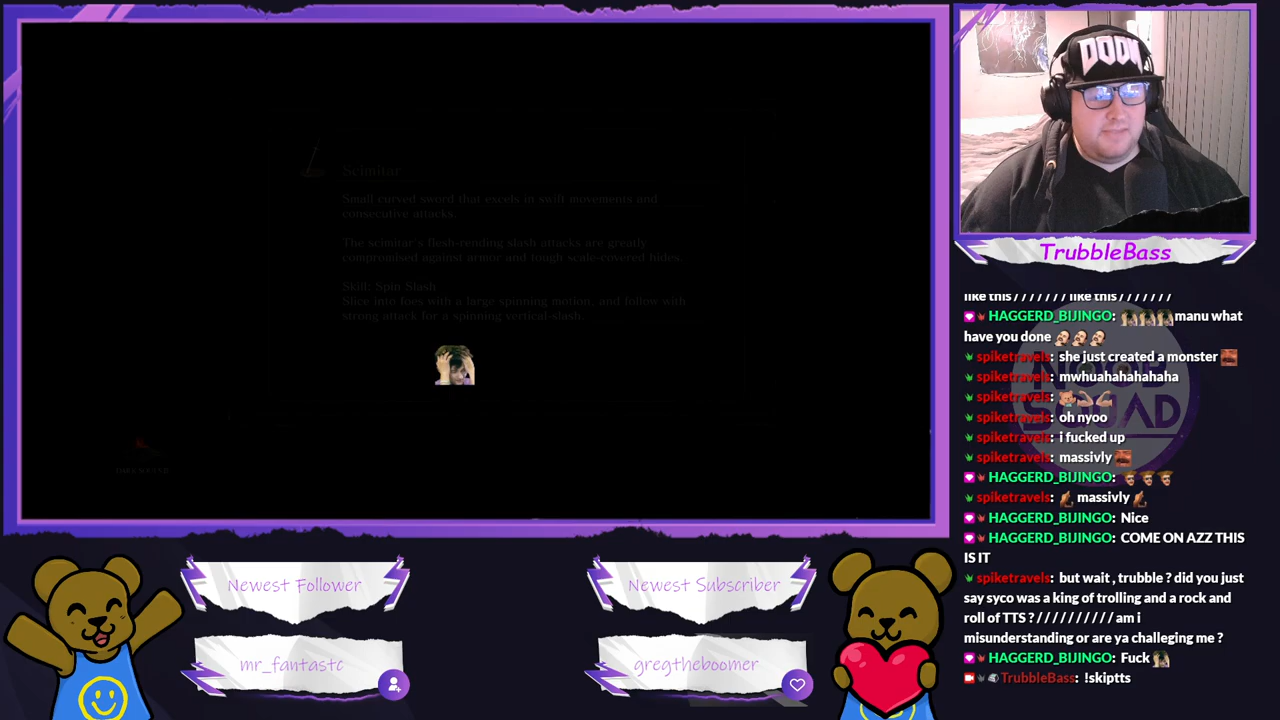 Scimitar
Small curved sword that excels in swift movements and
consecutive attacks.
The scimitar's flesh-rending slash attacks are greatly
compromised against armor and tough scale-covered hides.
Skill: Spin Slash
Slice into foes with a large spinning motion, and follow with
strong attack for a spinning vertical-slash.
DOOM
TrubbleBass
like this / / / / / / / like this / / / / / / /
HAGGERD_BIJINGO: manu what
have you done
spiketravels: she just created a monster
spiketravels: mwhuahahahahaha
spiketravels:
spiketravels: oh nyoo
spiketravels: i fucked up
spiketravels: massivly
HAGGERD_BIJINGO:
spiketravels: massivly
HAGGERD_BIJINGO: Nice
HAGGERD_BIJINGO: COME ON AZZ THIS
IS IT
spiketravels: but wait , trubble ? did you just
say syco was a king of trolling and a rock and
roll of TTS ? / / / / / / / / / / am i
misunderstanding or are ya challeging me ?
HAGGERD_BIJINGO: Fuck
TrubbleBass: !skiptts
NOOB
SQUAD
Newest Follower
mr_fantastc
Newest Subscriber
gregtheboomer